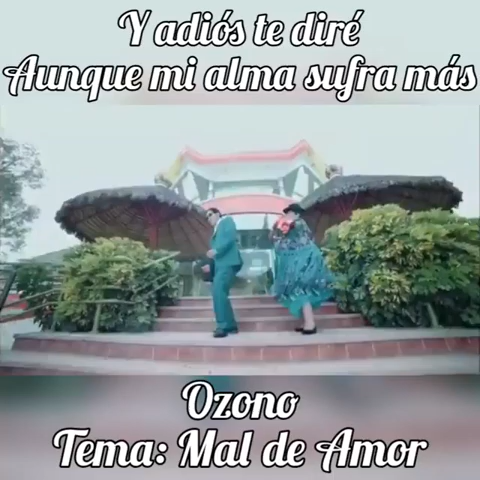 Y adiós te diré
Aunque mi alma sufra más
Ozono
Tema: Mal de Amor